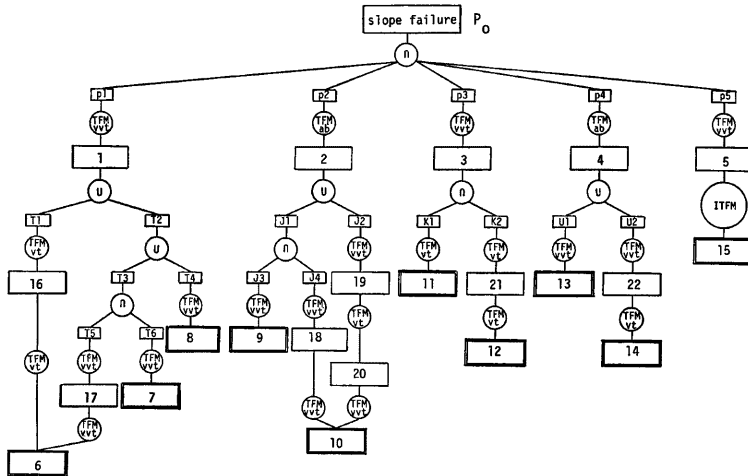 slope failure P₀
∩
p1 p2 p3 p4 p5
TFM vvt TFM ab TFM vvt TFM ab TFM vvt
1 2 3 4 5
U U ∩ U ITFM
T1 T2 J1 J2 K1 K2 U1 U2
TFM vt U ∩ TFM vvt TFM vt TFM vvt TFM vvt TFM vvt
15
16 T3 T4 J3 J4 19 11 21 13 22
∩ TFM vvt TFM vvt TFM vvt TFM vt TFM vt TFM vt
T5 T6 8 9 18 12 14
TFM vt TFM vvt TFM vvt 20
17 7 TFM vvt TFM vvt
TFM vvt 10
6